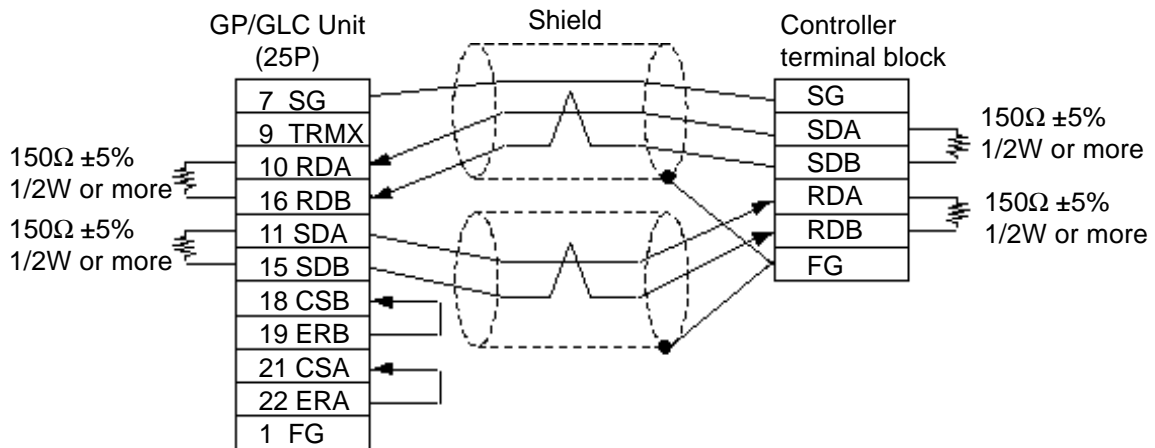 GP/GLC Unit
(25P)
Shield
Controller
terminal block
7 SG
9 TRMX
10 RDA
16 RDB
11 SDA
15 SDB
18 CSB
19 ERB
21 CSA
22 ERA
1 FG
150Ω ±5%
1/2W or more
150Ω ±5%
1/2W or more
SG
SDA
SDB
RDA
RDB
FG
150Ω ±5%
1/2W or more
150Ω ±5%
1/2W or more